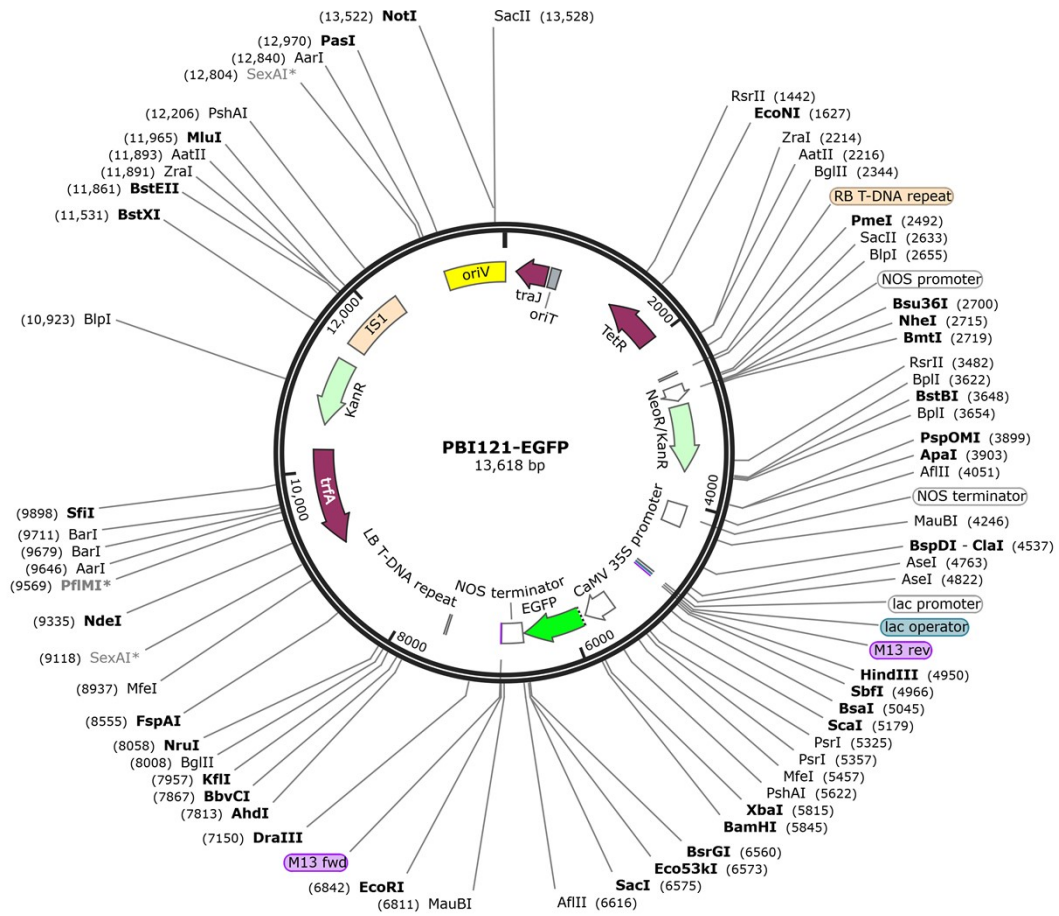 (13,522) NotI
SacII (13,528)
(12,970) PasI
(12,840) AarI
(12,804) SexAI*
(12,206) PshAI
(11,965) MluI
(11,893) AatII
(11,891) ZraI
(11,861) BstEII
(11,531) BstXI
(10,923) BlpI
(9898) SfiI
(9711) BarI
(9679) BarI
(9646) AarI
(9569) PflMI*
(9335) NdeI
(9118) SexAI*
(8937) MfeI
(8555) FspAI
(8058) NruI
(8008) BglII
(7957) KflI
(7867) BbvCI
(7813) AhdI
(7150) DraIII
M13 fwd
(6842) EcoRI
(6811) MauBI
RsrII (1442)
EcoNI (1627)
ZraI (2214)
AatII (2216)
BglII (2344)
RB T-DNA repeat
PmeI (2492)
SacII (2633)
BlpI (2655)
NOS promoter
Bsu36I (2700)
NheI (2715)
BmtI (2719)
RsrII (3482)
BplI (3622)
BstBI (3648)
BplI (3654)
PspOMI (3899)
ApaI (3903)
AflII (4051)
NOS terminator
MauBI (4246)
BspDI - ClaI (4537)
AseI (4763)
AseI (4822)
lac promoter
lac operator
M13 rev
HindIII (4950)
SbfI (4966)
BsaI (5045)
ScaI (5179)
PsrI (5325)
PsrI (5357)
MfeI (5457)
PshAI (5622)
XbaI (5815)
BamHI (5845)
BsrGI (6560)
Eco53kI (6573)
SacI (6575)
AflII (6616)
oriV
traJ
oriT
TetR
2000
NeoR/KanR
4000
CaMV 35S promoter
6000
EGFP
NOS terminator
LB T-DNA repeat
8000
trfA
10,000
KanR
IS1
12,000
PBI121-EGFP
13,618 bp